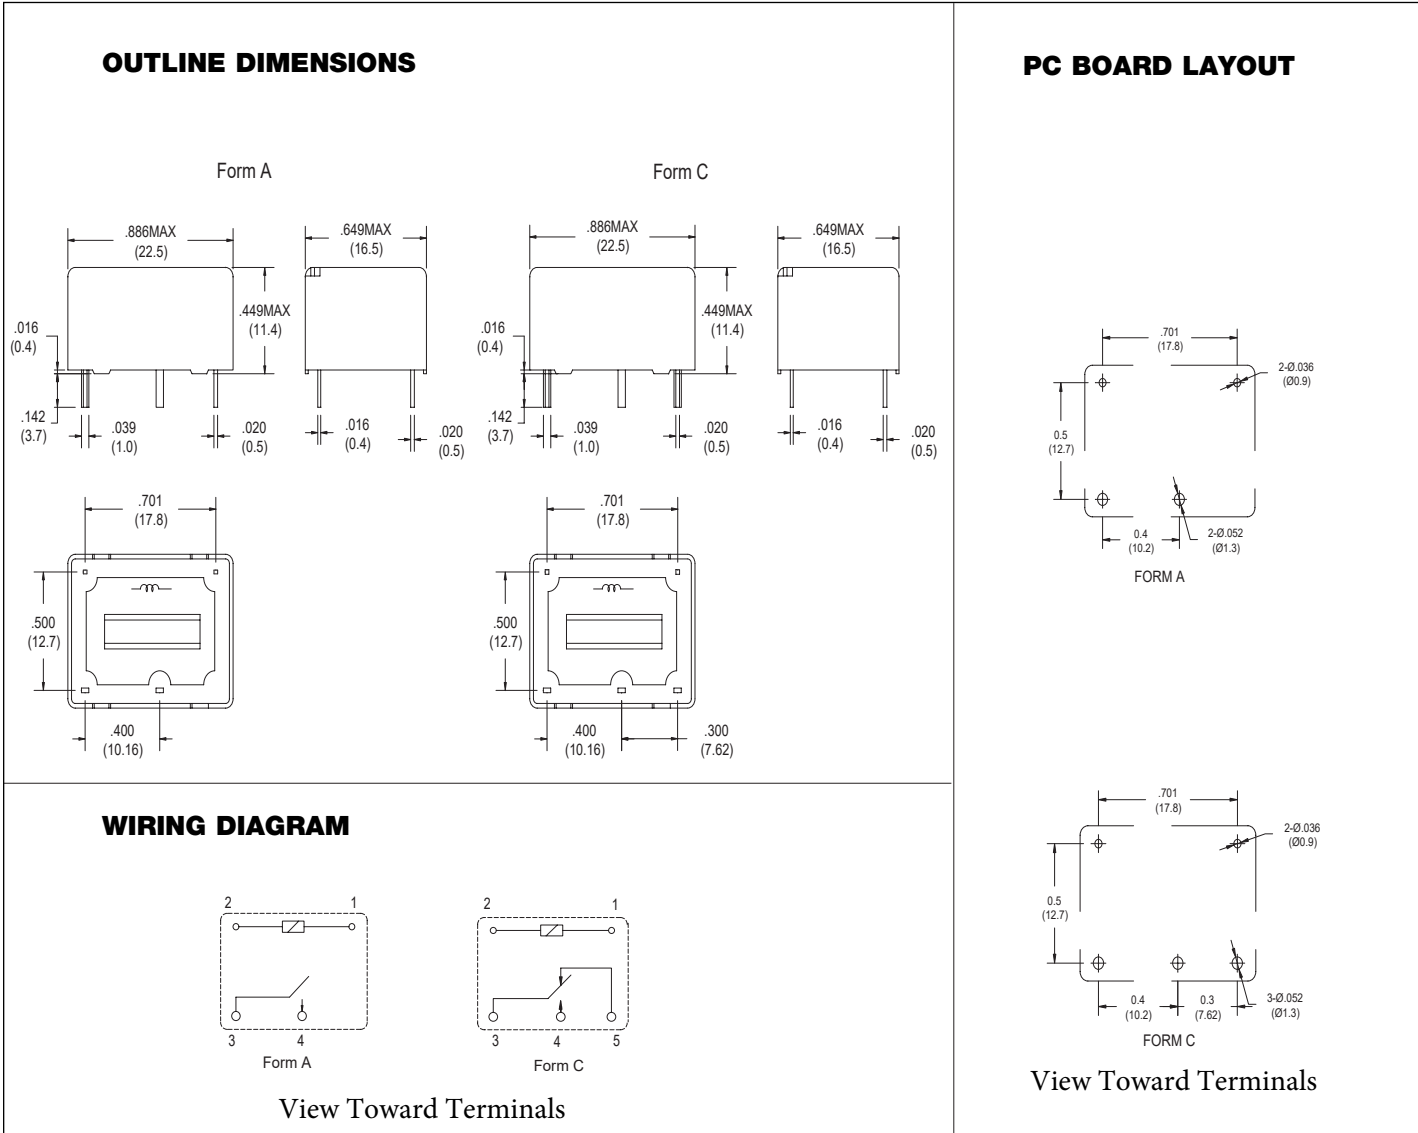 OUTLINE DIMENSIONS
Form A
Form C
.886MAX
(22.5)
.649MAX
(16.5)
.449MAX
(11.4)
.016
(0.4)
.142
(3.7)
.039
(1.0)
.020
(0.5)
.016
(0.4)
.020
(0.5)
.886MAX
(22.5)
.649MAX
(16.5)
.449MAX
(11.4)
.016
(0.4)
.142
(3.7)
.039
(1.0)
.020
(0.5)
.016
(0.4)
.020
(0.5)
.701
(17.8)
.500
(12.7)
.400
(10.16)
.701
(17.8)
.500
(12.7)
.400
(10.16)
.300
(7.62)
WIRING DIAGRAM
2 1
3 4
Form A
2 1
3 4 5
Form C
View Toward Terminals
PC BOARD LAYOUT
.701
(17.8)
2-Ø.036
(Ø0.9)
0.5
(12.7)
0.4
(10.2)
2-Ø.052
(Ø1.3)
FORM A
.701
(17.8)
2-Ø.036
(Ø0.9)
0.5
(12.7)
0.4
(10.2)
0.3
(7.62)
3-Ø.052
(Ø1.3)
FORM C
View Toward Terminals